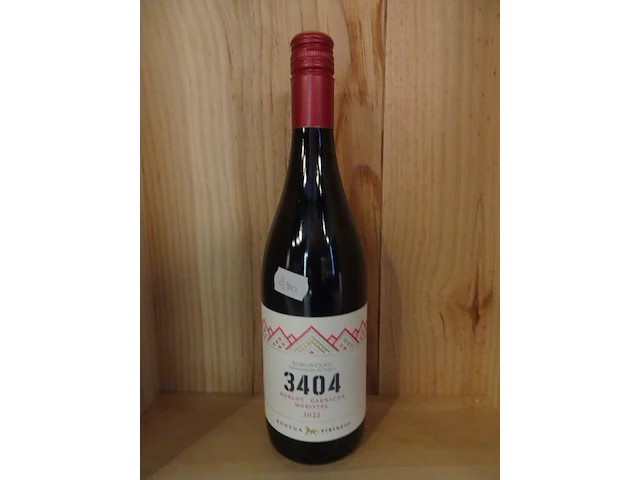 SOMONTANO
3404
MERLOT GARNACHA
MORISTEL
2022
BODEGA PIRINEOS